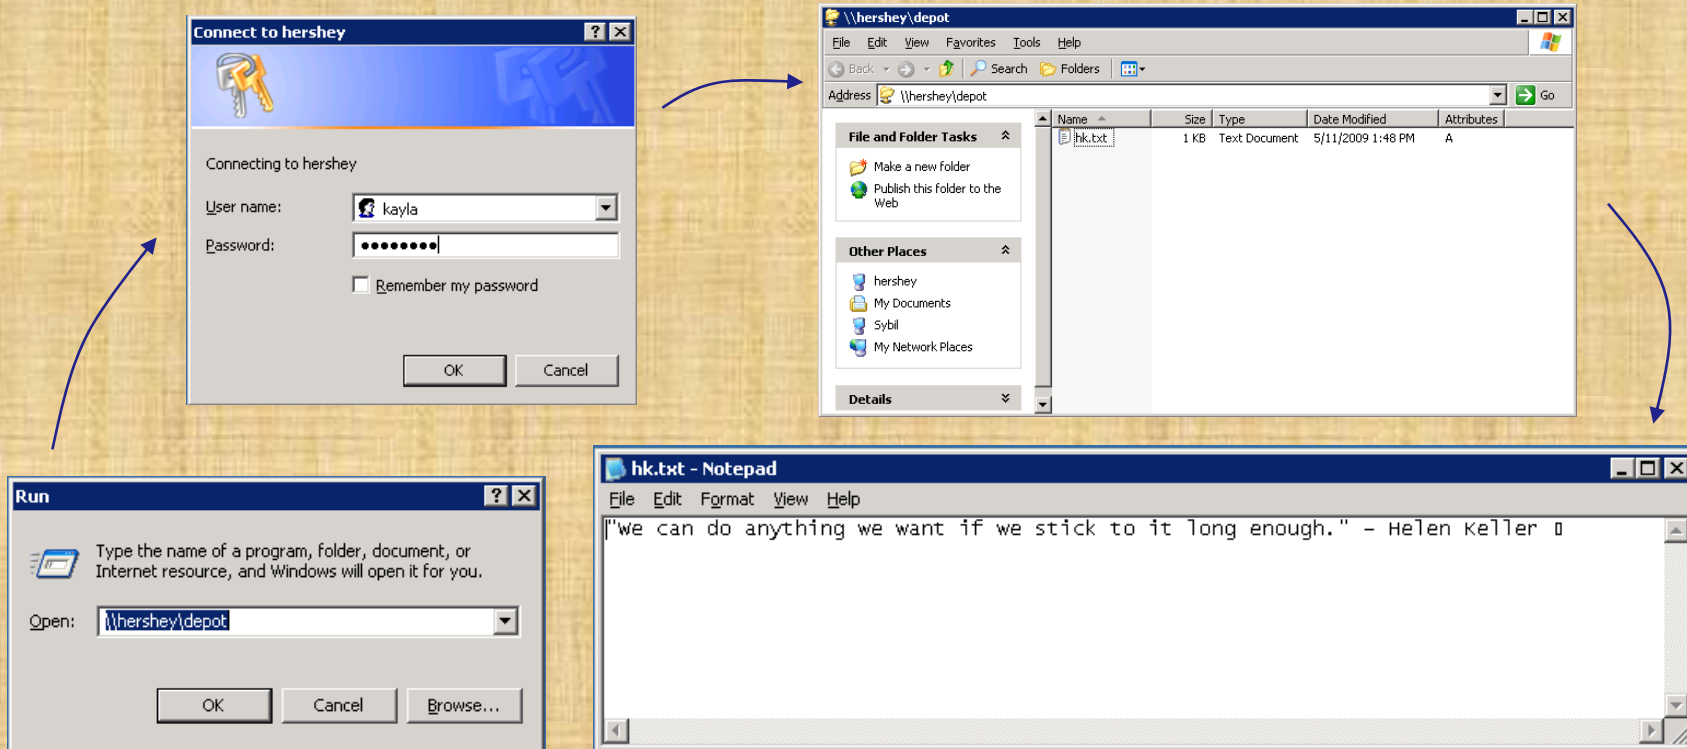 Connect to hershey
Connecting to hershey
User name: kayla
Password: ●●●●●●●●
Remember my password
OK Cancel
\\hershey\depot
File Edit View Favorites Tools Help
Back Search Folders
Address \\hershey\depot Go
File and Folder Tasks
Make a new folder
Publish this folder to the
Web
Other Places
hershey
My Documents
Sybil
My Network Places
Details
Name Size Type Date Modified Attributes
hk.txt 1 KB Text Document 5/11/2009 1:48 PM A
Run
Type the name of a program, folder, document, or
Internet resource, and Windows will open it for you.
Open: \\hershey\depot
OK Cancel Browse...
hk.txt - Notepad
File Edit Format View Help
"We can do anything we want if we stick to it long enough." – Helen Keller ▯